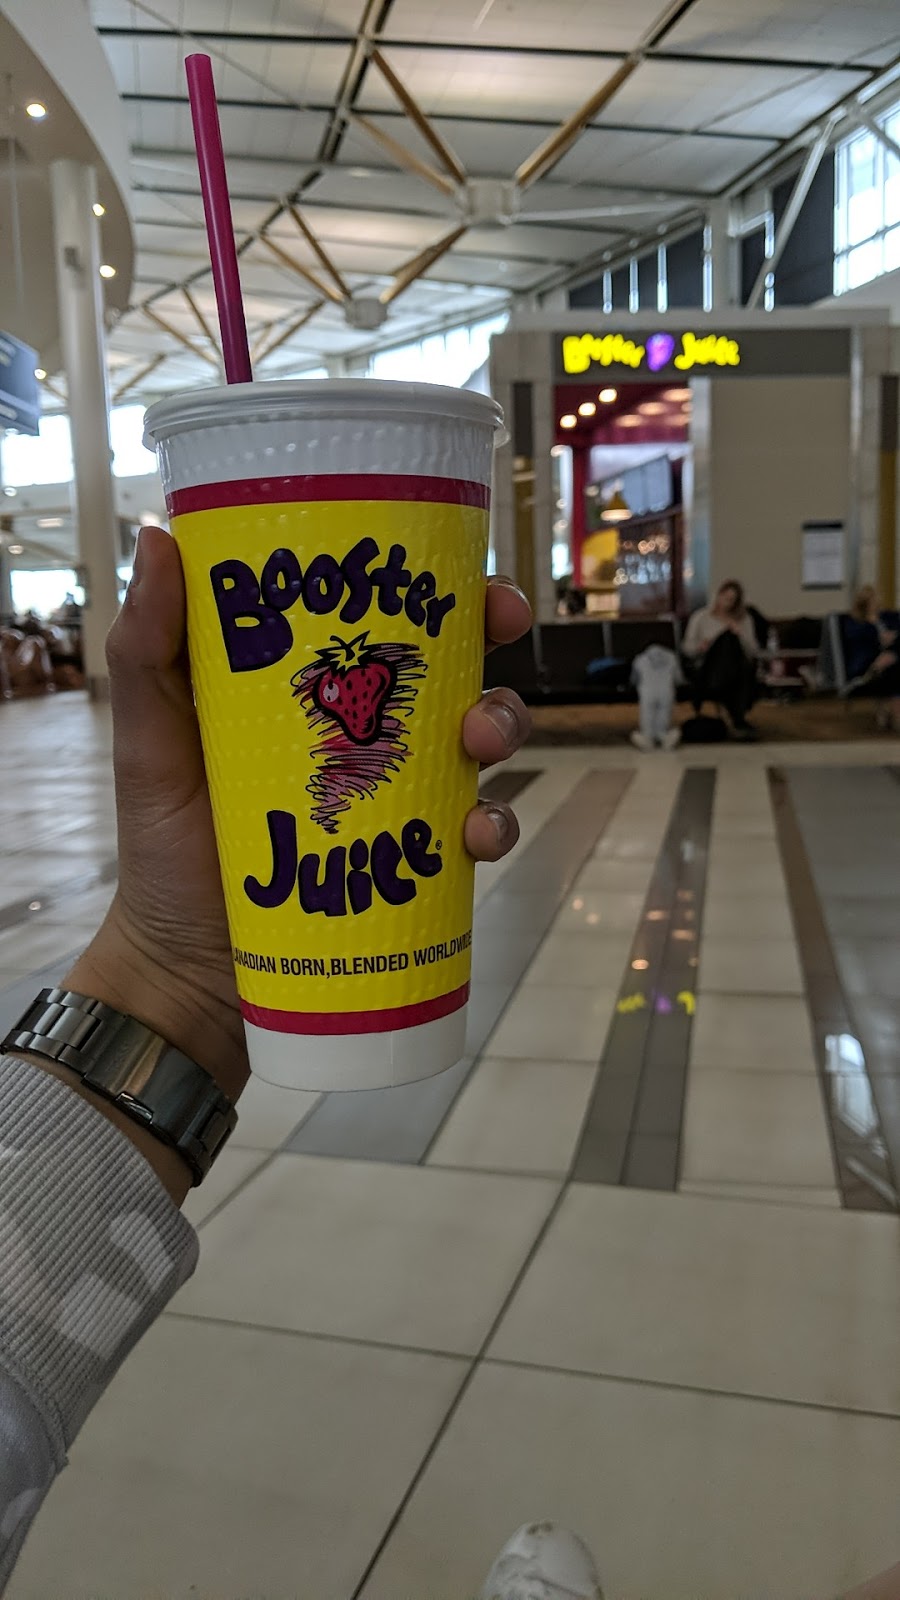 Booster Juice
Booster
Juice®
CANADIAN BORN, BLENDED WORLDWIDE